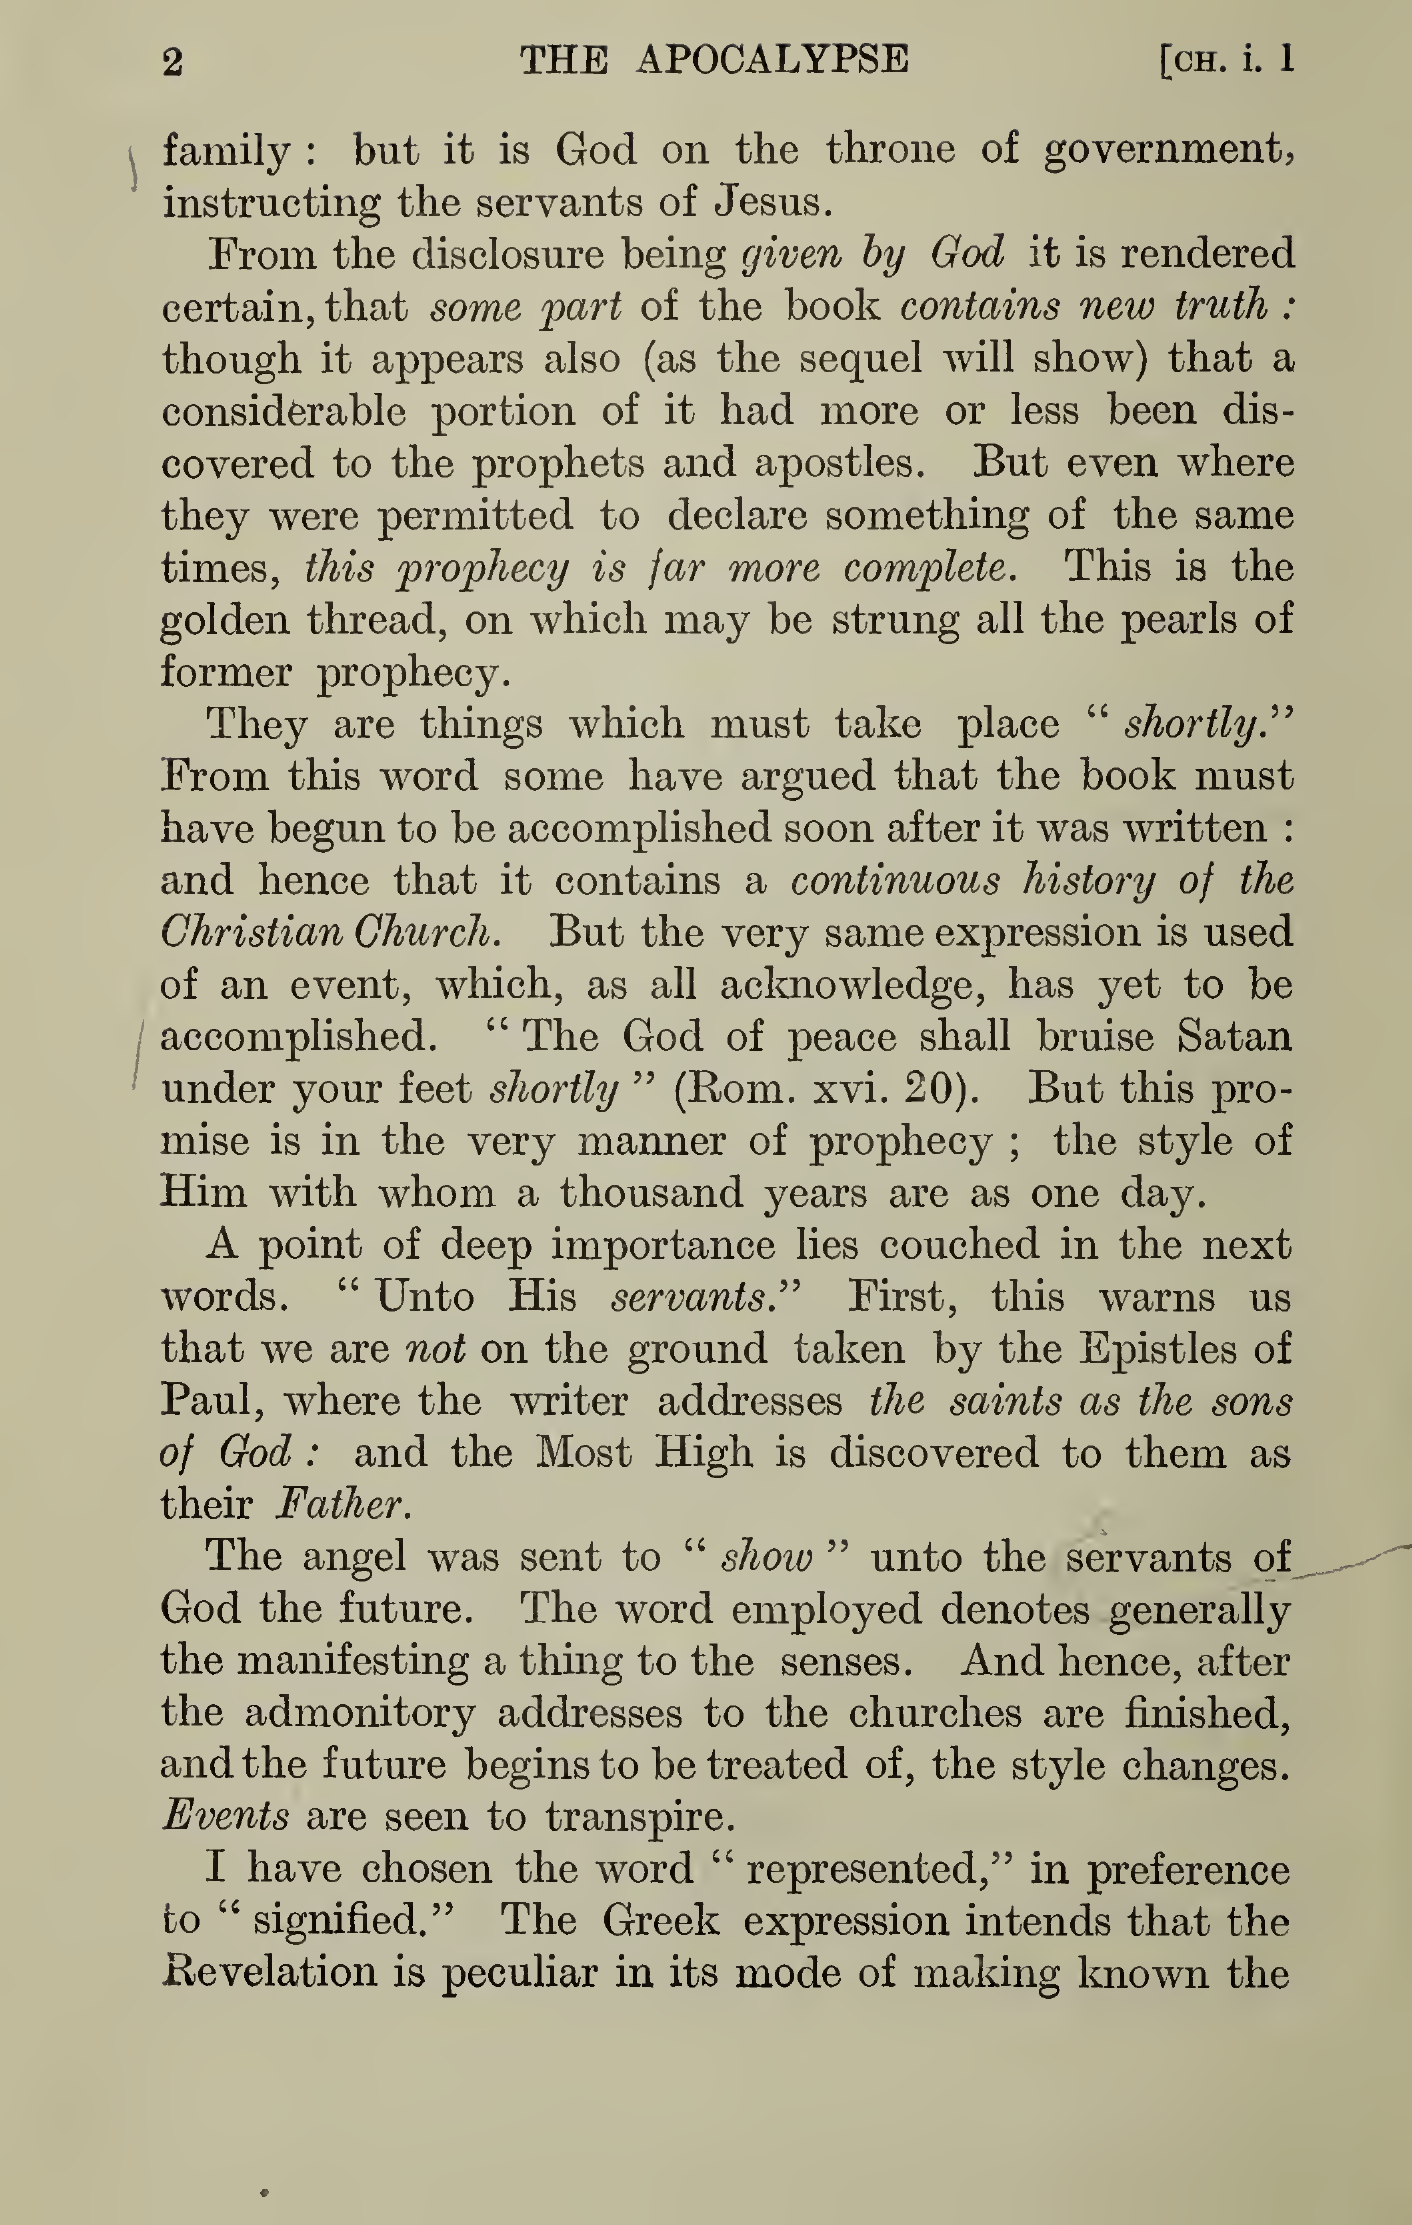 2 THE APOCALYPSE [CH. i. 1
family : but it is God on the throne of government,
instructing the servants of Jesus.
From the disclosure being given by God it is rendered
certain, that some part of the book contains new truth :
though it appears also (as the sequel will show) that a
considerable portion of it had more or less been dis-
covered to the prophets and apostles. But even where
they were permitted to declare something of the same
times, this prophecy is far more complete. This is the
golden thread, on which may be strung all the pearls of
former prophecy.
They are things which must take place “ shortly.”
From this word some have argued that the book must
have begun to be accomplished soon after it was written :
and hence that it contains a continuous history of the
Christian Church. But the very same expression is used
of an event, which, as all acknowledge, has yet to be
accomplished. “ The God of peace shall bruise Satan
under your feet shortly ” (Rom. xvi. 20). But this pro-
mise is in the very manner of prophecy ; the style of
Him with whom a thousand years are as one day.
A point of deep importance lies couched in the next
words. “ Unto His servants.” First, this warns us
that we are not on the ground taken by the Epistles of
Paul, where the writer addresses the saints as the sons
of God : and the Most High is discovered to them as
their Father.
The angel was sent to “ show ” unto the servants of
God the future. The word employed denotes generally
the manifesting a thing to the senses. And hence, after
the admonitory addresses to the churches are finished,
and the future begins to be treated of, the style changes.
Events are seen to transpire.
I have chosen the word “ represented,” in preference
to “ signified.” The Greek expression intends that the
Revelation is peculiar in its mode of making known the